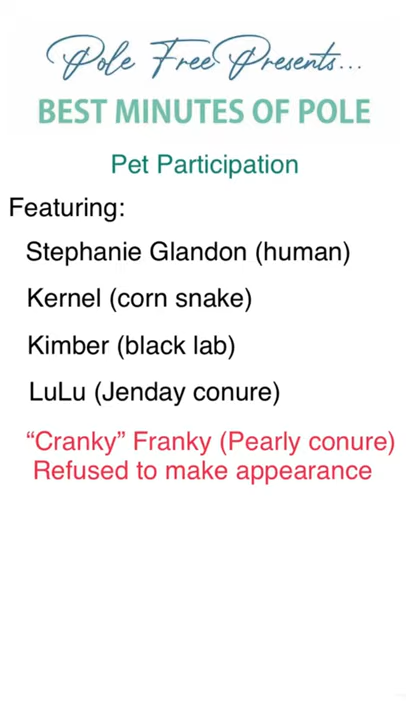 Pole Free Presents...
BEST MINUTES OF POLE
Pet Participation
Featuring:
Stephanie Glandon (human)
Kernel (corn snake)
Kimber (black lab)
LuLu (Jenday conure)
“Cranky” Franky (Pearly conure)
Refused to make appearance